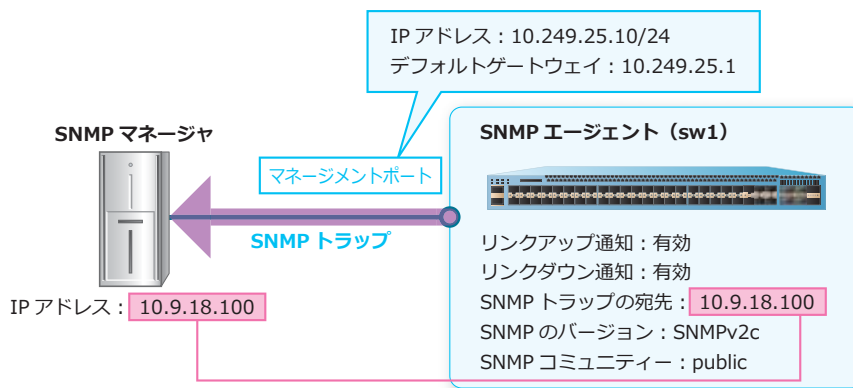 IP アドレス：10.249.25.10/24
デフォルトゲートウェイ：10.249.25.1
SNMP マネージャ
SNMP エージェント（sw1）
マネージメントポート
SNMP トラップ
リンクアップ通知：有効
リンクダウン通知：有効
IP アドレス：10.9.18.100
SNMP トラップの宛先：10.9.18.100
SNMP のバージョン：SNMPv2c
SNMP コミュニティー：public